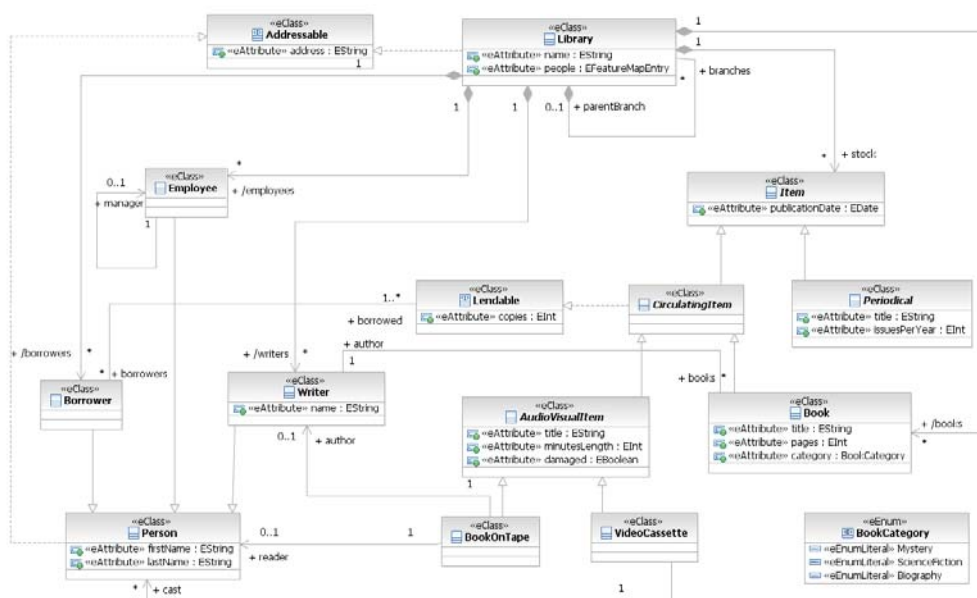 «eClass»
Addressable
«eAttribute» address : EString
1
«eClass»
Library
«eAttribute» name : EString
«eAttribute» people : EFeatureMapEntry
1
1
+ branches
*
1
1
0..1
+ parentBranch
*
+ stock
«eClass»
Employee
0..1
+ manager
1
*
+ /employees
«eClass»
Item
«eAttribute» publicationDate : EDate
«eClass»
Lendable
«eAttribute» copies : EInt
1..*
+ borrowed
«eClass»
CirculatingItem
«eClass»
Periodical
«eAttribute» title : EString
«eAttribute» issuesPerYear : EInt
+ /borrowers
*
*
+ borrowers
«eClass»
Borrower
+ /writers
*
+ author
1
«eClass»
Writer
«eAttribute» name : EString
0..1
+ author
+ books
*
«eClass»
AudioVisualItem
«eAttribute» title : EString
«eAttribute» minutesLength : EInt
«eAttribute» damaged : EBoolean
1
«eClass»
Book
«eAttribute» title : EString
«eAttribute» pages : EInt
«eAttribute» category : BookCategory
+ /books
*
«eClass»
Person
«eAttribute» firstName : EString
«eAttribute» lastName : EString
*
+ cast
0..1
+ reader
1
«eClass»
BookOnTape
«eClass»
VideoCassette
1
«eEnum»
BookCategory
«eEnumLiteral» Mystery
«eEnumLiteral» ScienceFiction
«eEnumLiteral» Biography